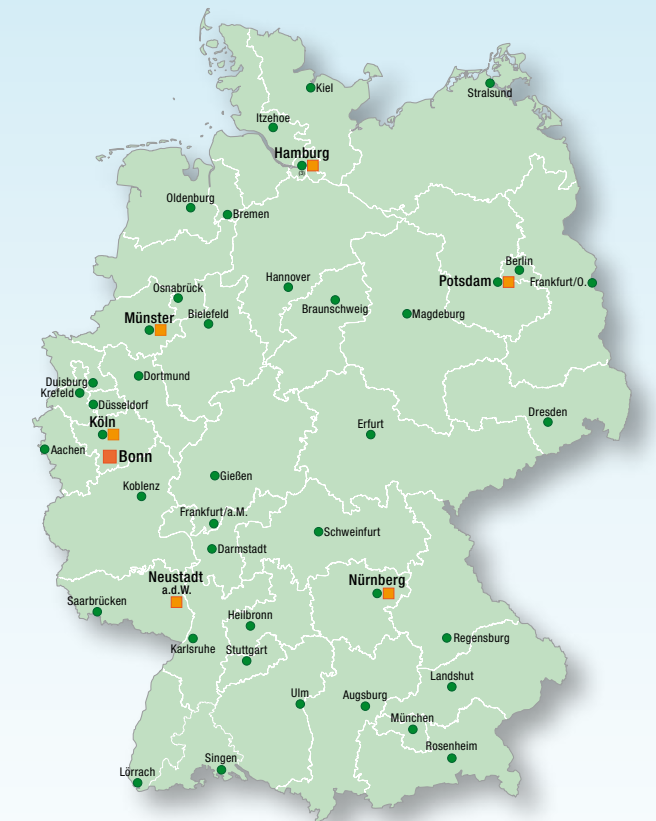 Kiel
Stralsund
Itzehoe
Hamburg
(3)
Oldenburg
Bremen
Berlin
Potsdam
Frankfurt/O.
Hannover
Osnabrück
Braunschweig
Münster
Bielefeld
Magdeburg
Dortmund
Duisburg
Krefeld
Düsseldorf
Dresden
Köln
Erfurt
Aachen
Bonn
Gießen
Koblenz
Frankfurt/a.M.
Schweinfurt
Darmstadt
Neustadt
a.d.W.
Nürnberg
Saarbrücken
Heilbronn
Karlsruhe
Stuttgart
Regensburg
Landshut
Ulm
Augsburg
München
Rosenheim
Singen
Lörrach